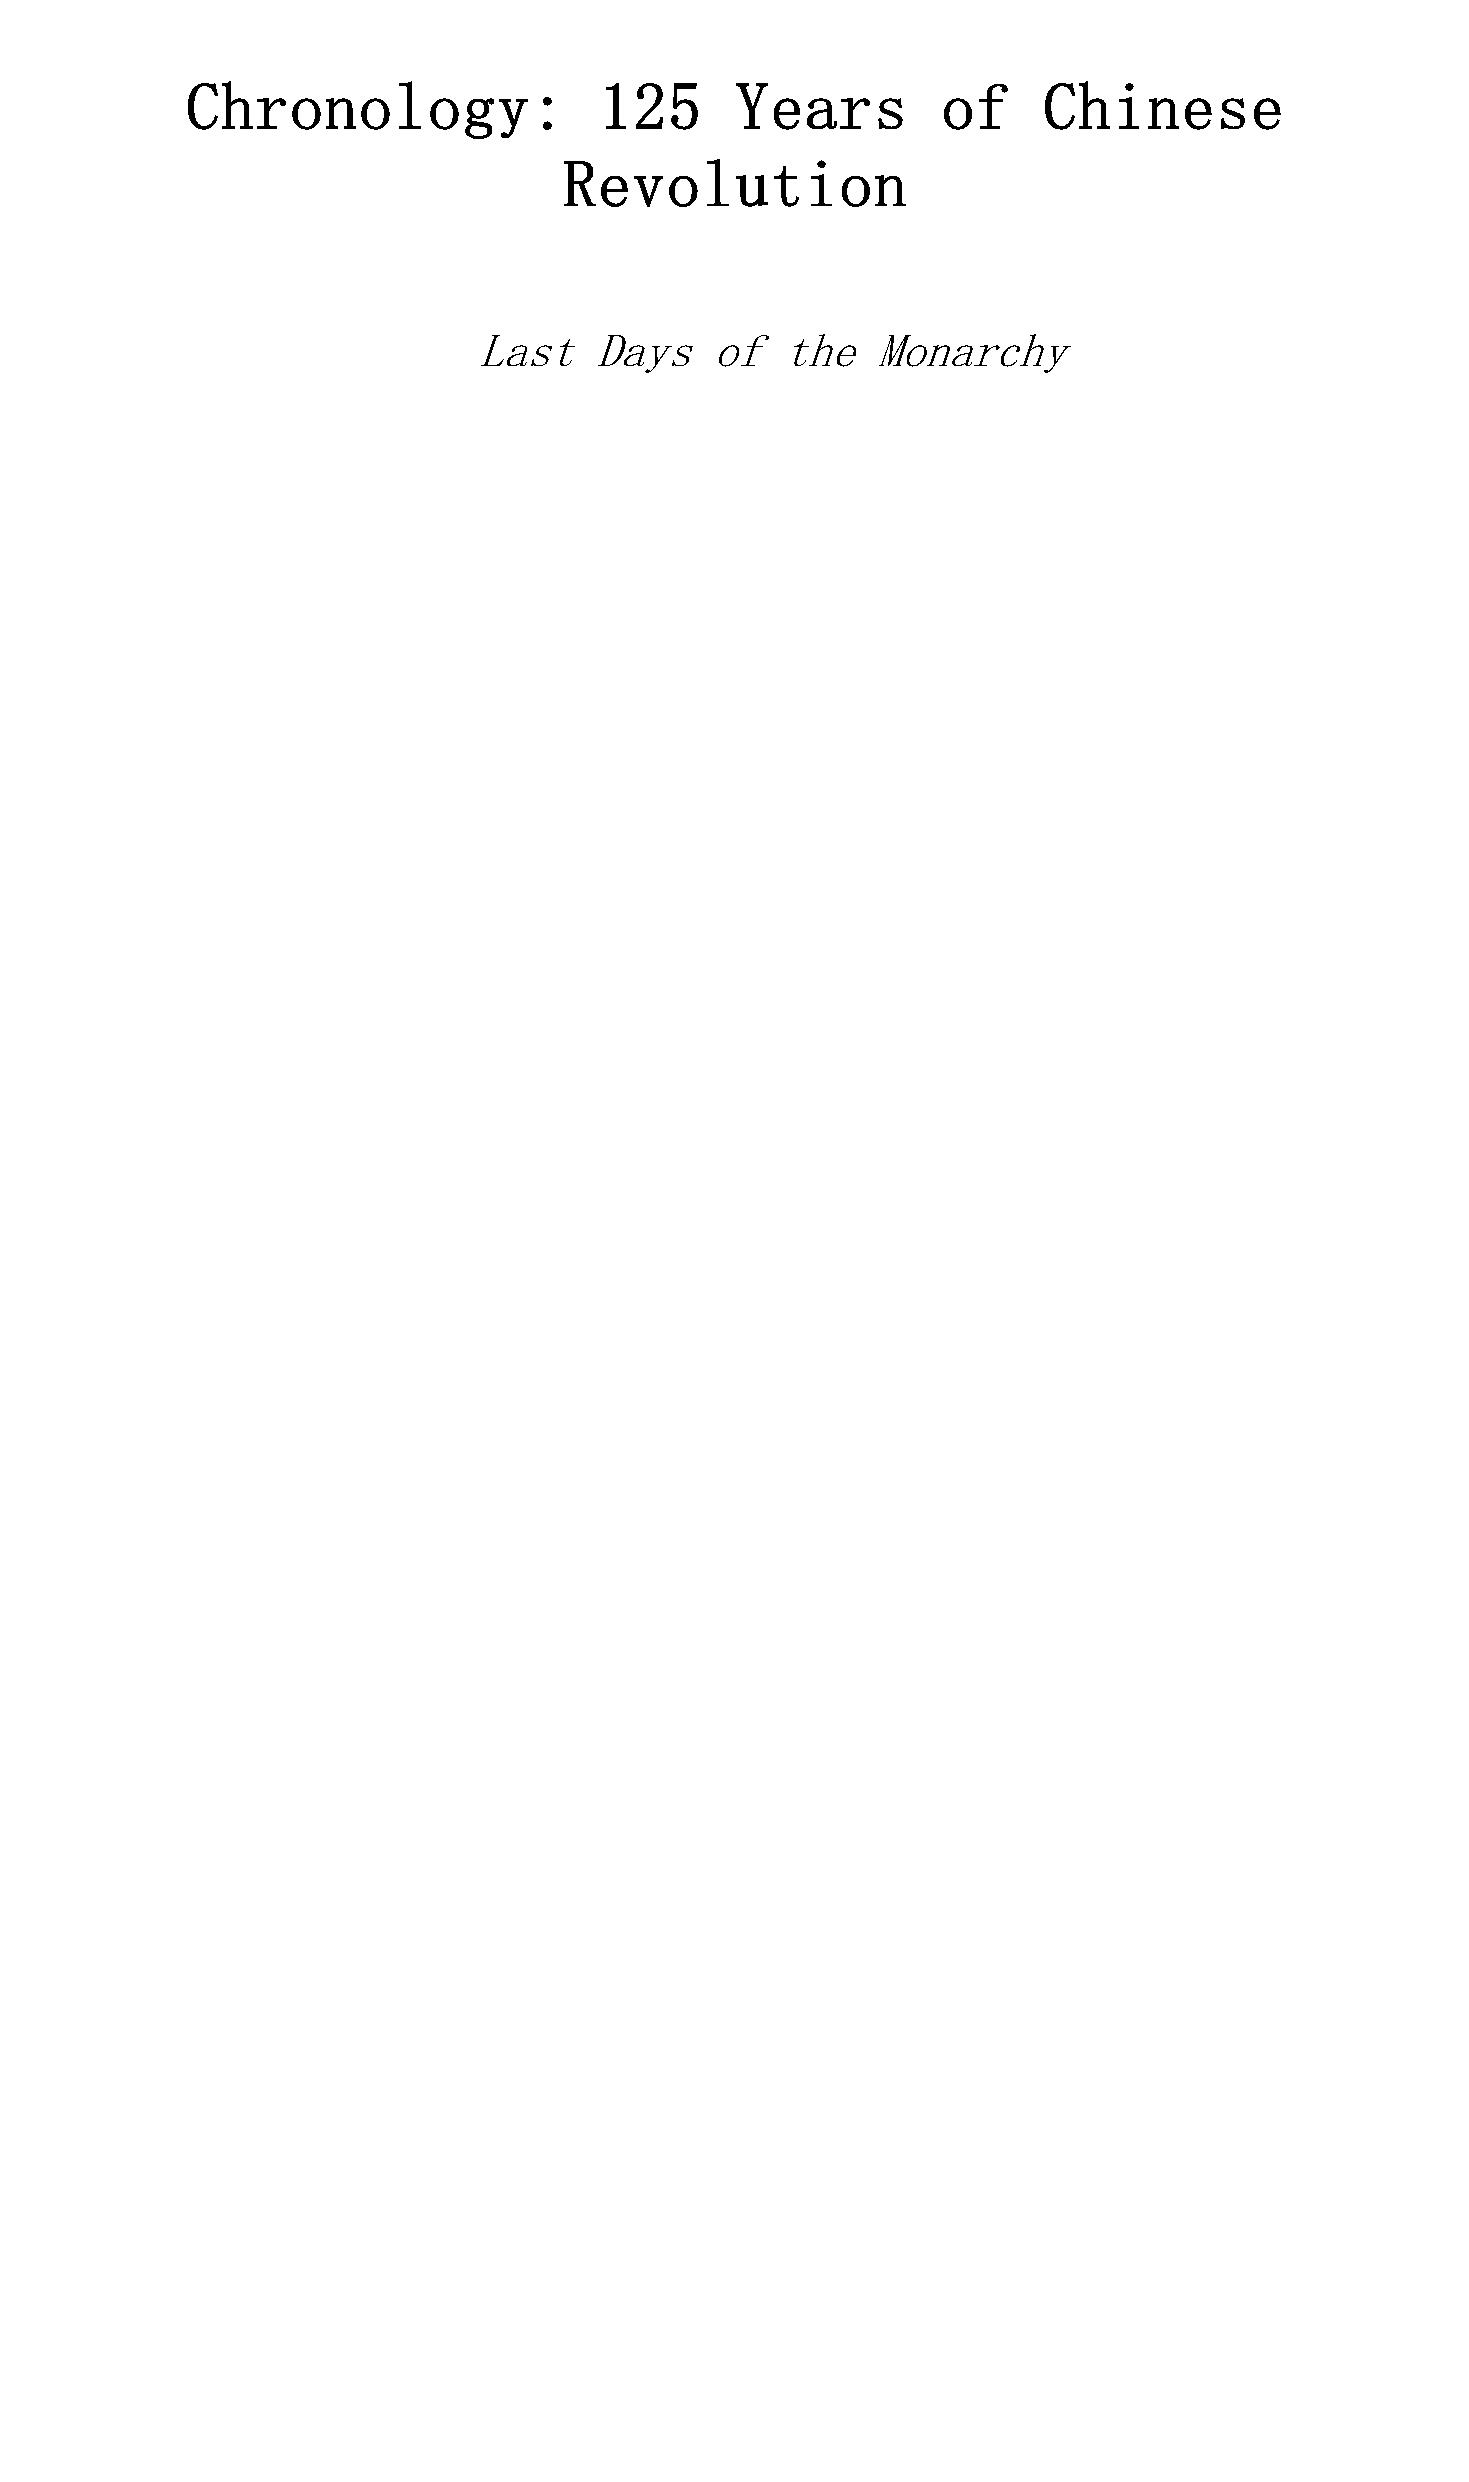 Chronology: 125 Years of Chinese
Revolution
Last Days of the Monarchy